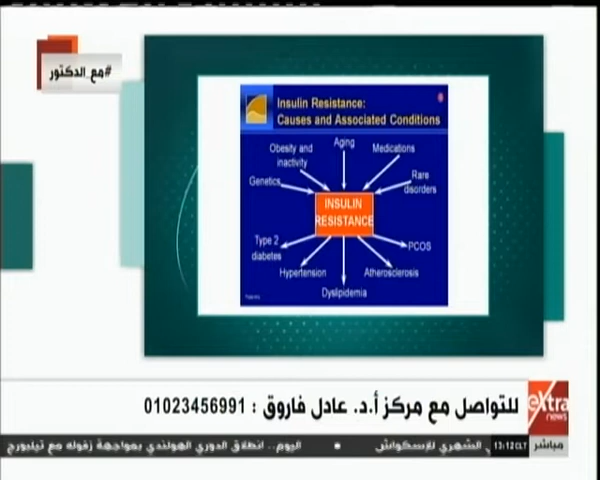 #مع_الدكتور
Insulin Resistance:
Causes and Associated Conditions
Aging
Obesity and
inactivity
Medications
Genetics
Rare
disorders
INSULIN
RESISTANCE
Type 2
diabetes
PCOS
Hypertension
Atherosclerosis
Dyslipidemia
للتواصل مع مركز أ.د. عادل فاروق : 01023456991
eXtra
news
مباشر
13:12 CLT
الشهري للإسكواش
اليوم.. انطلاق الدوري الهولندي بمواجهة زفوله مع تيلبورج